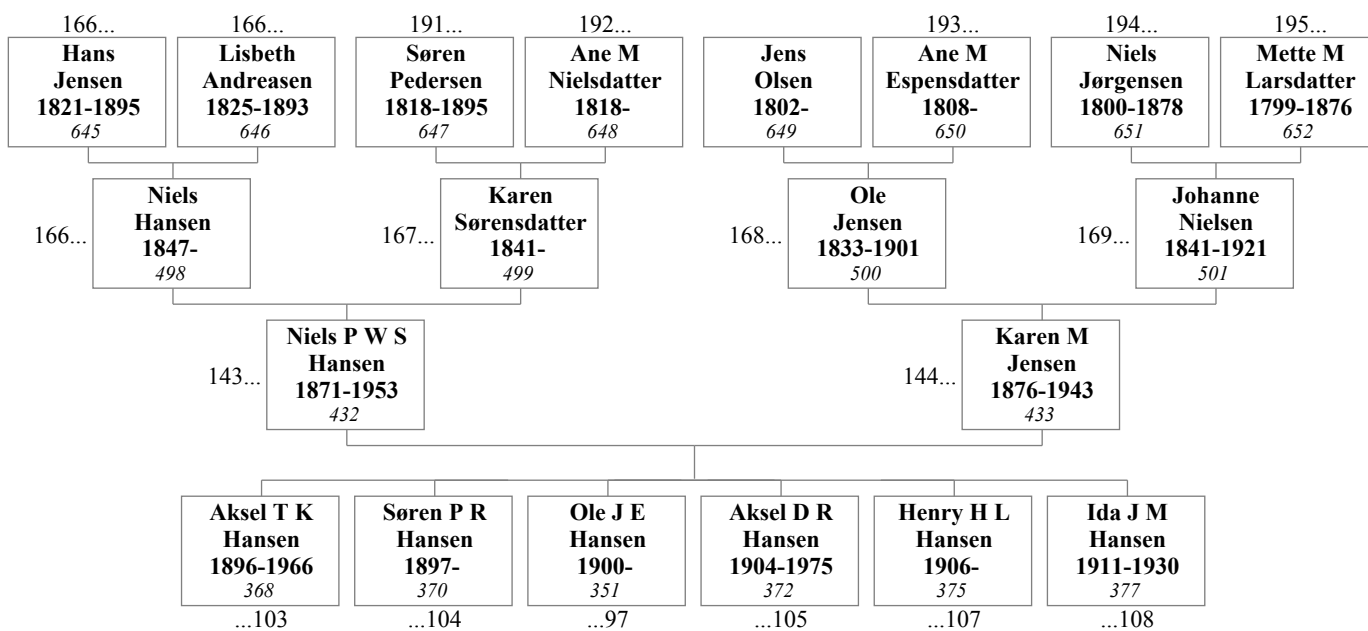 166...
166...
191...
192...
193...
194...
195...
Hans
Jensen
1821-1895
645
Lisbeth
Andreasen
1825-1893
646
Søren
Pedersen
1818-1895
647
Ane M
Nielsdatter
1818-
648
Jens
Olsen
1802-
649
Ane M
Espensdatter
1808-
650
Niels
Jørgensen
1800-1878
651
Mette M
Larsdatter
1799-1876
652
166...
Niels
Hansen
1847-
498
167...
Karen
Sørensdatter
1841-
499
168...
Ole
Jensen
1833-1901
500
169...
Johanne
Nielsen
1841-1921
501
143...
Niels P W S
Hansen
1871-1953
432
144...
Karen M
Jensen
1876-1943
433
Aksel T K
Hansen
1896-1966
368
...103
Søren P R
Hansen
1897-
370
...104
Ole J E
Hansen
1900-
351
...97
Aksel D R
Hansen
1904-1975
372
...105
Henry H L
Hansen
1906-
375
...107
Ida J M
Hansen
1911-1930
377
...108